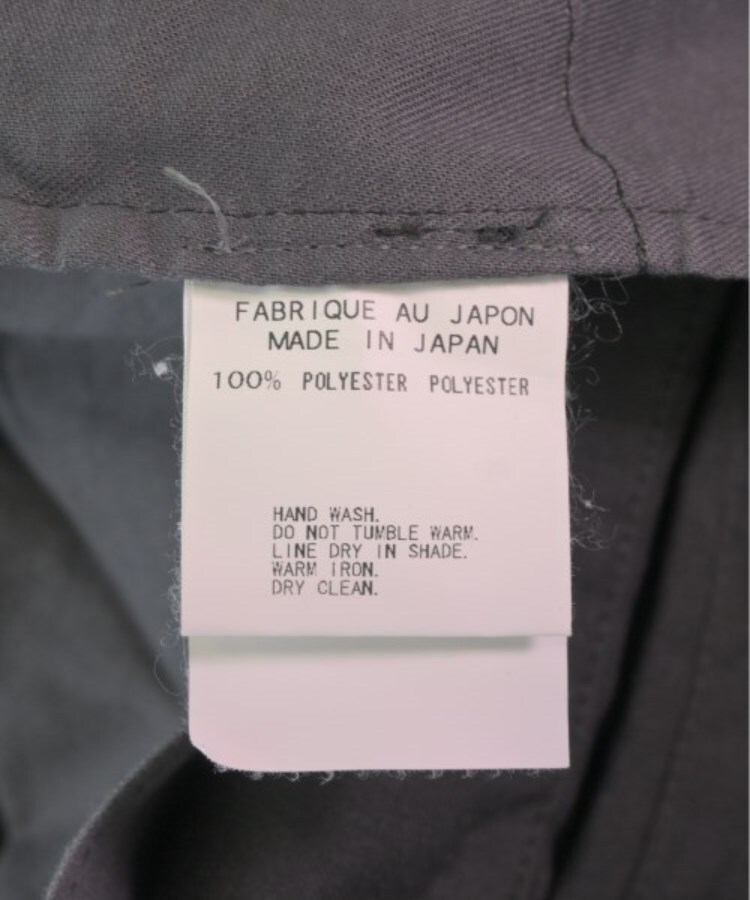 FABRIQUE AU JAPON
MADE IN JAPAN
100% POLYESTER POLYESTER
HAND WASH.
DO NOT TUMBLE WARM.
LINE DRY IN SHADE.
WARM IRON.
DRY CLEAN.